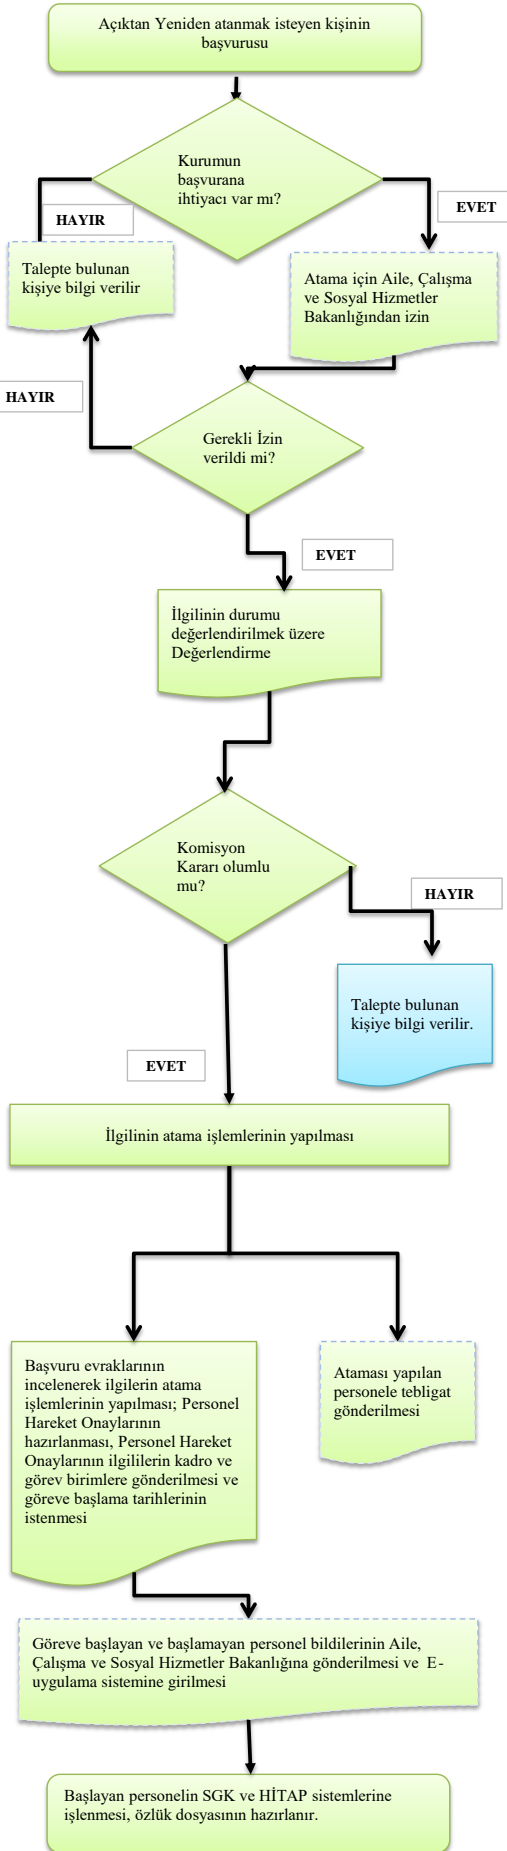 Açıktan Yeniden atanmak isteyen kişinin
başvurusu
Kurumun
başvurana
ihtiyacı var mı?
HAYIR
EVET
Talepte bulunan
kişiye bilgi verilir
Atama için Aile, Çalışma
ve Sosyal Hizmetler
Bakanlığından izin
HAYIR
Gerekli İzin
verildi mi?
EVET
İlgilinin durumu
değerlendirilmek üzere
Değerlendirme
Komisyon
Kararı olumlu
mu?
HAYIR
Talepte bulunan
kişiye bilgi verilir.
EVET
İlgilinin atama işlemlerinin yapılması
Başvuru evraklarının
incelenerek ilgilerin atama
işlemlerinin yapılması; Personel
Hareket Onaylarının
hazırlanması, Personel Hareket
Onaylarının ilgililerin kadro ve
görev birimlere gönderilmesi ve
göreve başlama tarihlerinin
istenmesi
Ataması yapılan
personele tebligat
gönderilmesi
Göreve başlayan ve başlamayan personel bildilerinin Aile,
Çalışma ve Sosyal Hizmetler Bakanlığına gönderilmesi ve E-
uygulama sistemine girilmesi
Başlayan personelin SGK ve HİTAP sistemlerine
işlenmesi, özlük dosyasının hazırlanır.